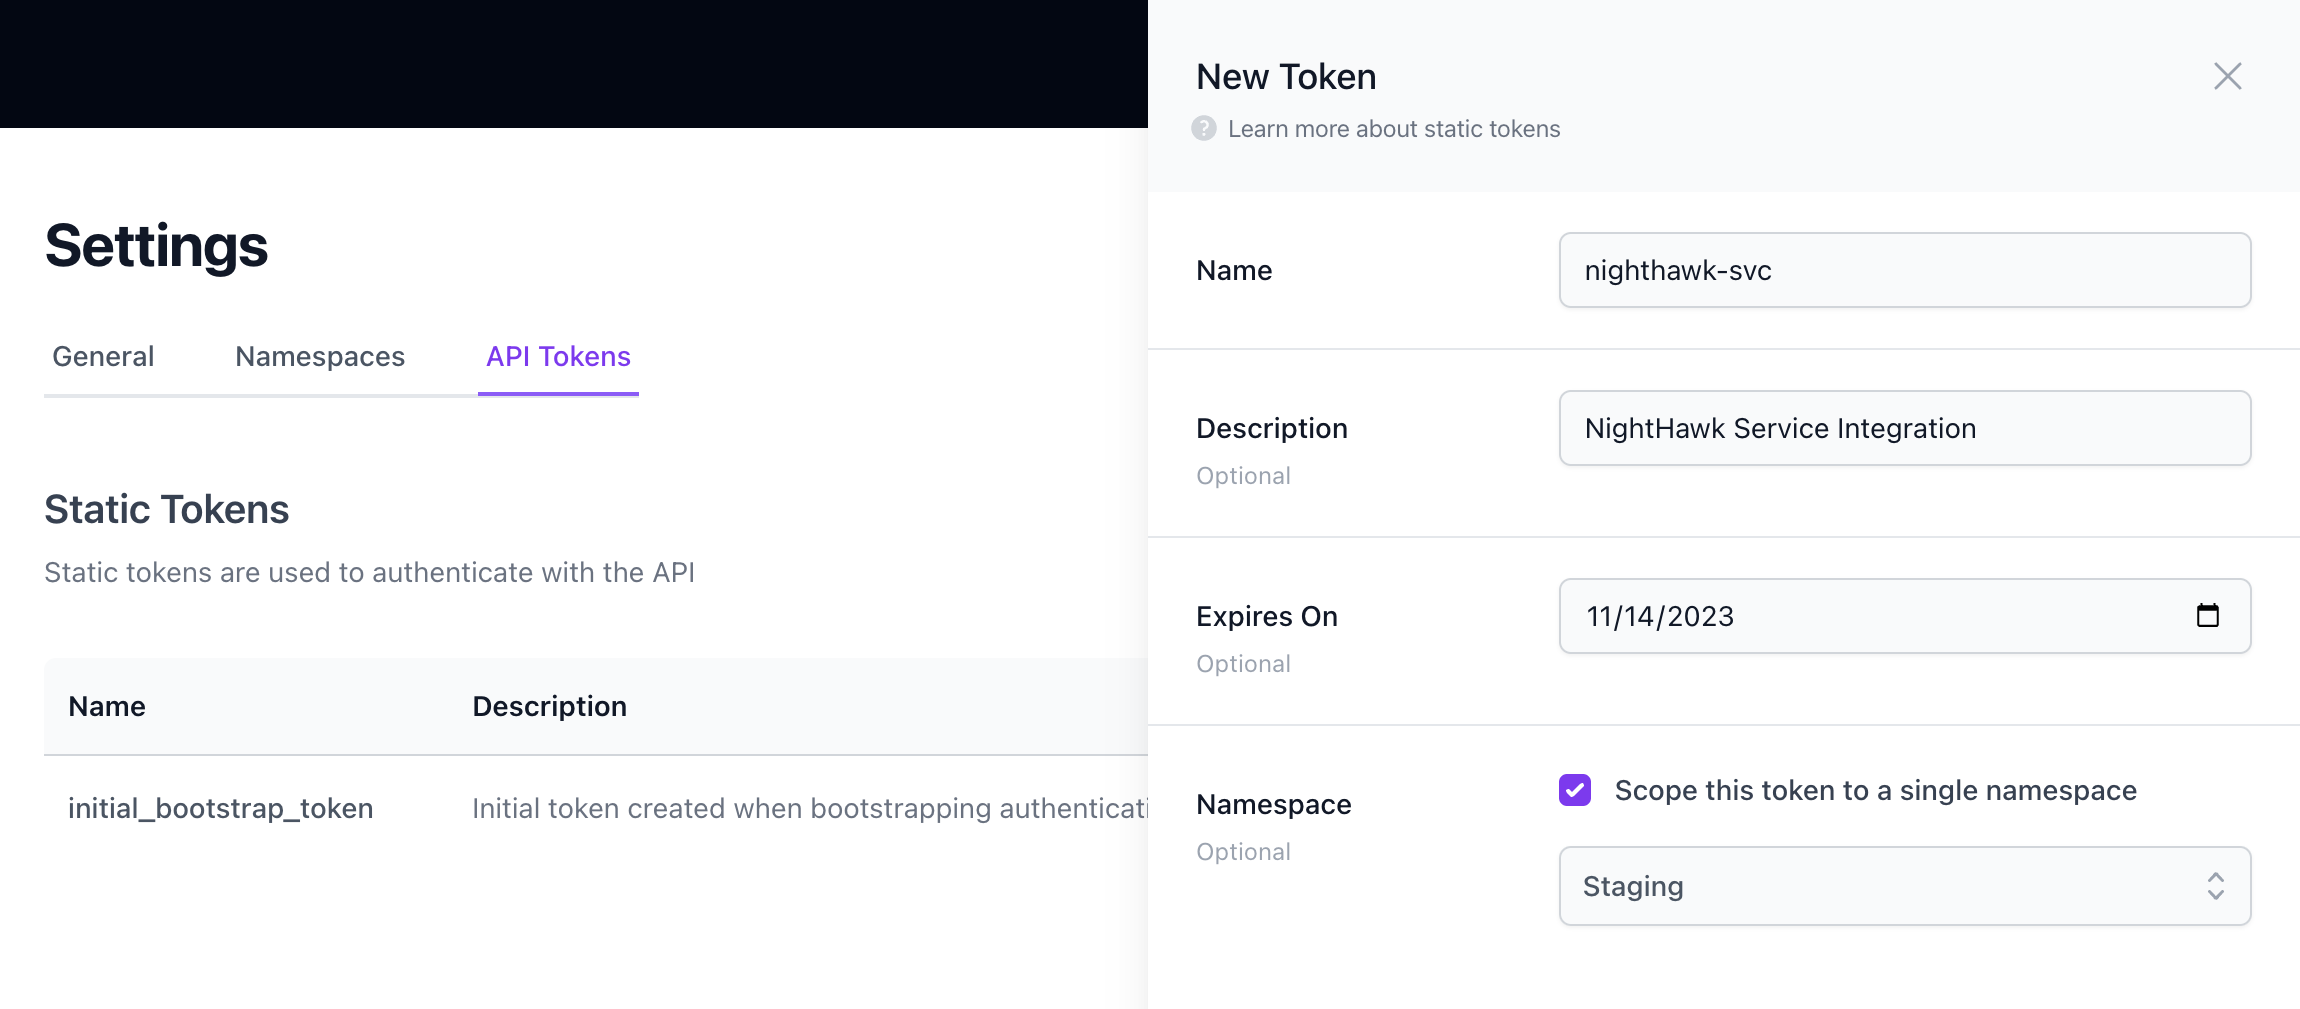 Settings
General
Namespaces
API Tokens
Static Tokens
Static tokens are used to authenticate with the API
Name
Description
initial_bootstrap_token
Initial token created when bootstrapping authenticati
New Token
? Learn more about static tokens
Name
nighthawk-svc
Description
Optional
NightHawk Service Integration
Expires On
Optional
11/14/2023
Namespace
Optional
Scope this token to a single namespace
Staging